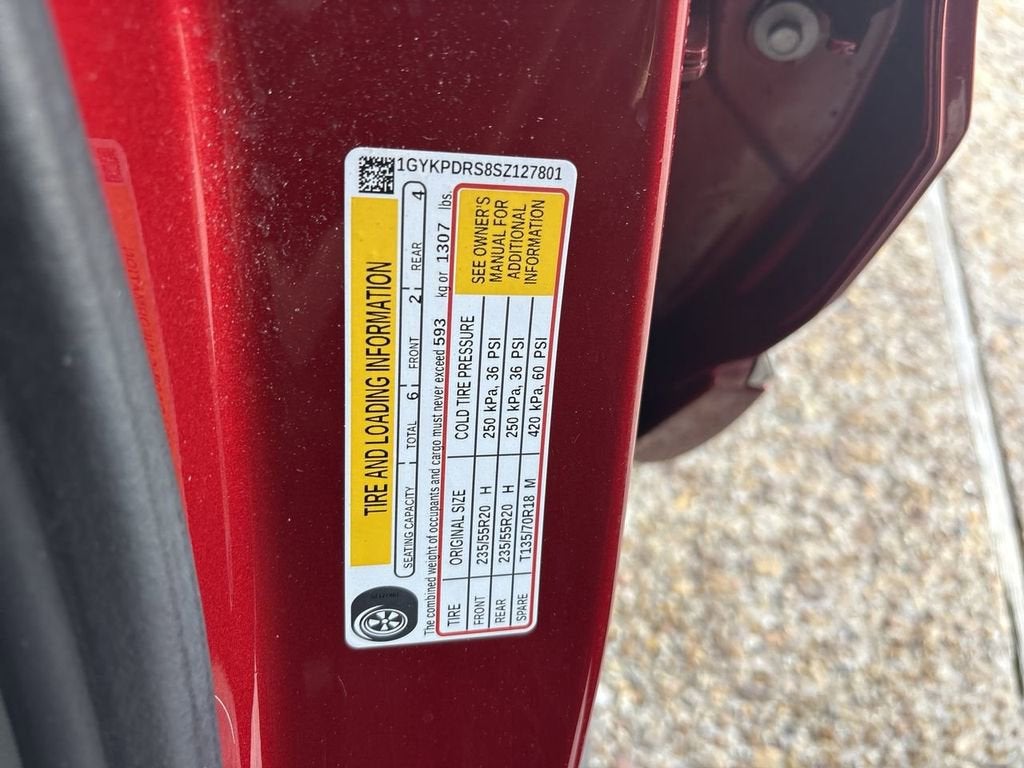 1GYKPDRS8SZ127801
TIRE AND LOADING INFORMATION
SEATING CAPACITY TOTAL 6 FRONT 2 REAR 4
The combined weight of occupants and cargo must never exceed 593 kg or 1307 lbs.
TIRE ORIGINAL SIZE COLD TIRE PRESSURE
FRONT 235/55R20 H 250 kPa, 36 PSI
REAR 235/55R20 H 250 kPa, 36 PSI
SPARE T135/70R18 M 420 kPa, 60 PSI
SEE OWNER'S
MANUAL FOR
ADDITIONAL
INFORMATION